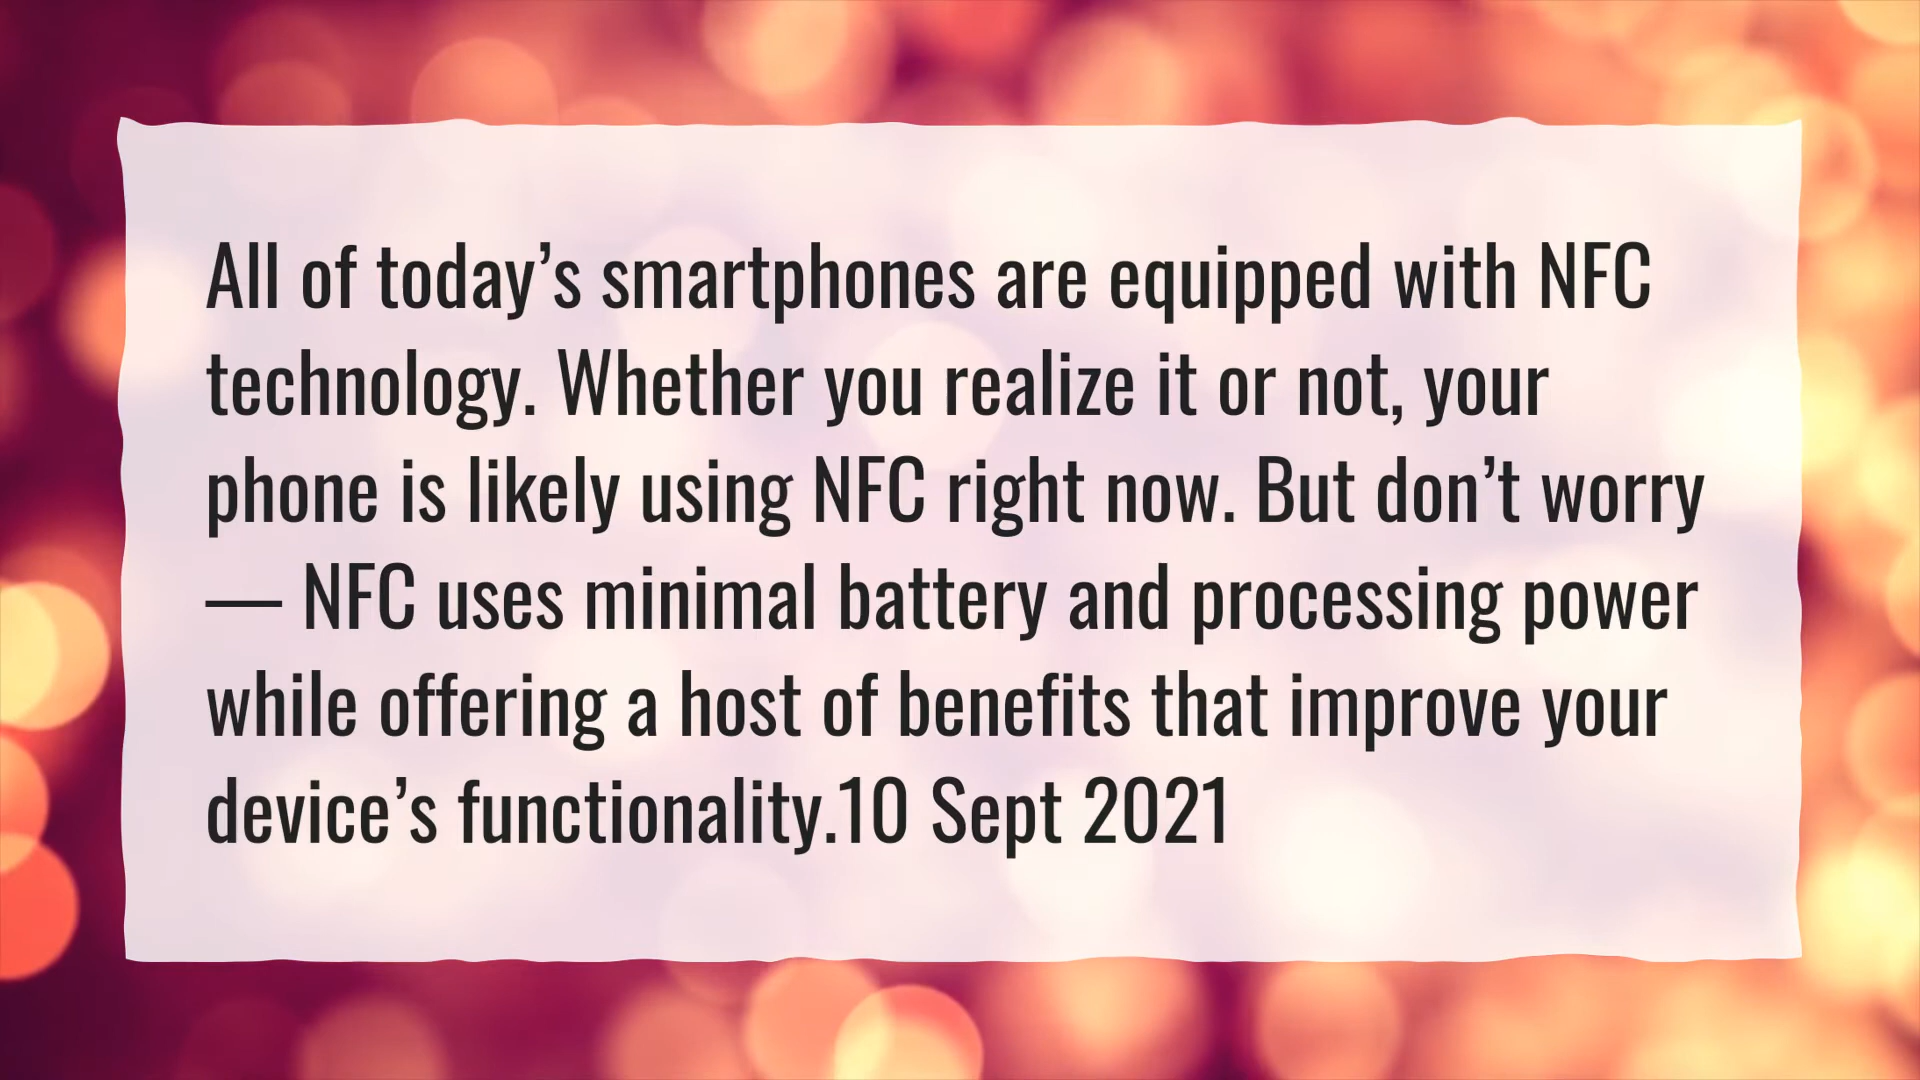 All of today’s smartphones are equipped with NFC
technology. Whether you realize it or not, your
phone is likely using NFC right now. But don’t worry
— NFC uses minimal battery and processing power
while offering a host of benefits that improve your
device’s functionality.10 Sept 2021